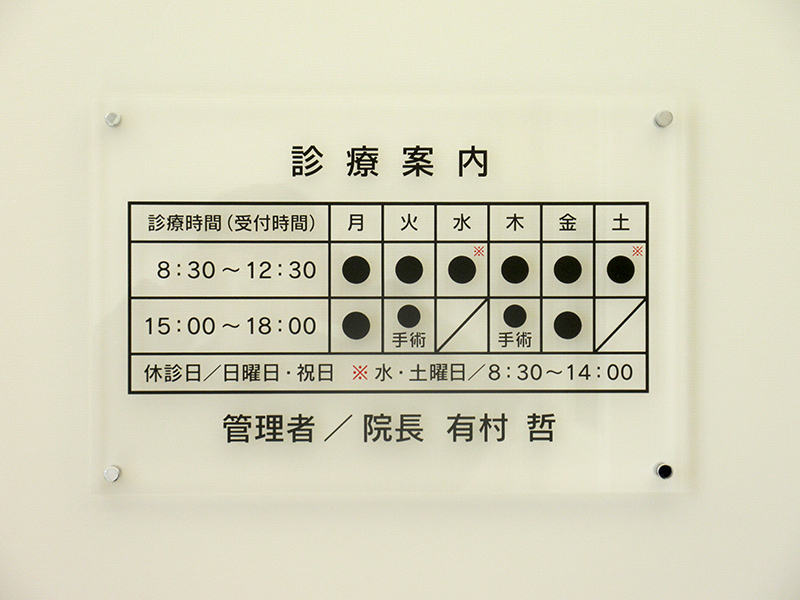 診療案内
診療時間(受付時間) 月 火 水 木 金 土
8:30～12:30 ● ● ●※ ● ● ●※
15:00～18:00 ● ●手術 ／ ●手術 ● ／
休診日／日曜日・祝日 ※水・土曜日／8:30～14:00
管理者／院長 有村 哲